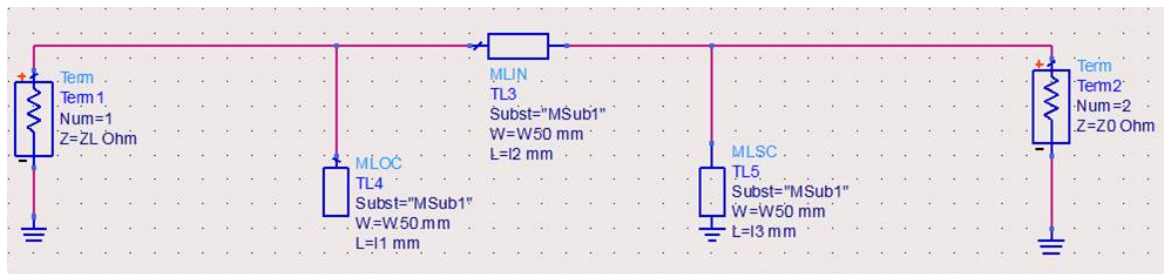 +
Term
Term1
Num=1
Z=ZL Ohm
-
MLOC
TL4
Subst="MSub1"
W=W50 mm
L=l1 mm
MLIN
TL3
Subst="MSub1"
W=W50 mm
L=l2 mm
MLSC
TL5
Subst="MSub1"
W=W50 mm
L=l3 mm
+
Term
Term2
Num=2
Z=Z0 Ohm
-